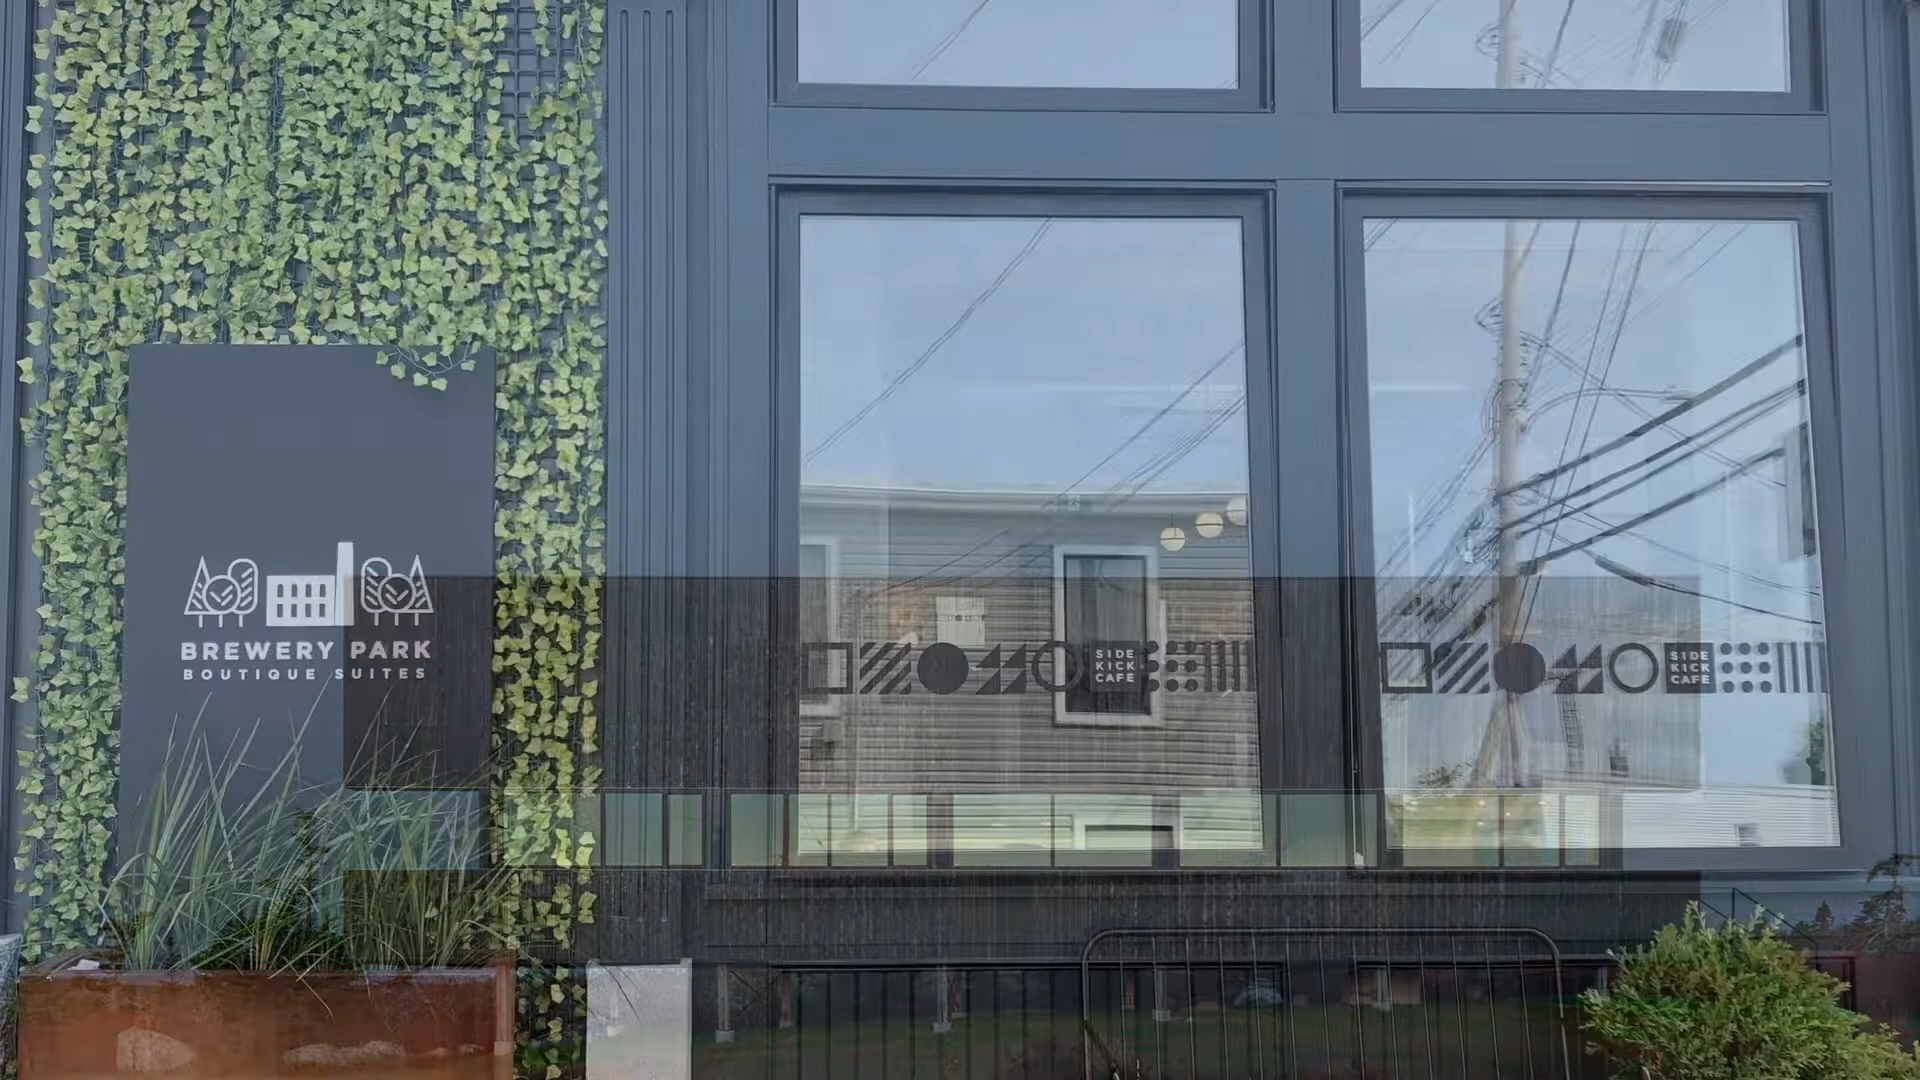 BREWERY PARK
BOUTIQUE SUITES
SIDE
KICK
CAFE
SIDE
KICK
CAFE